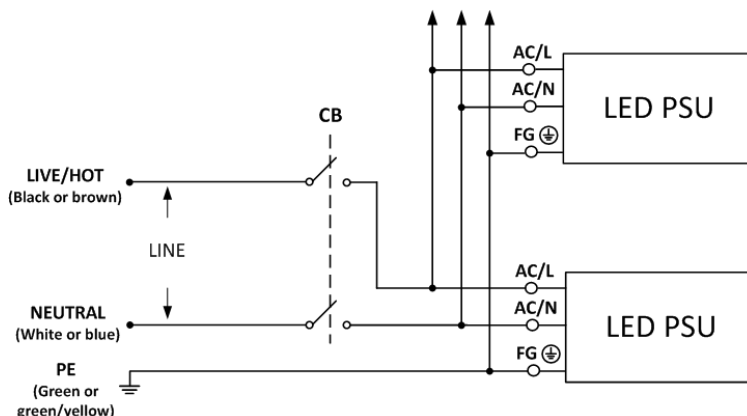 AC/L
AC/N
FG
LED PSU
CB
LIVE/HOT
(Black or brown)
LINE
NEUTRAL
(White or blue)
PE
(Green or
green/yellow)
AC/L
AC/N
FG
LED PSU